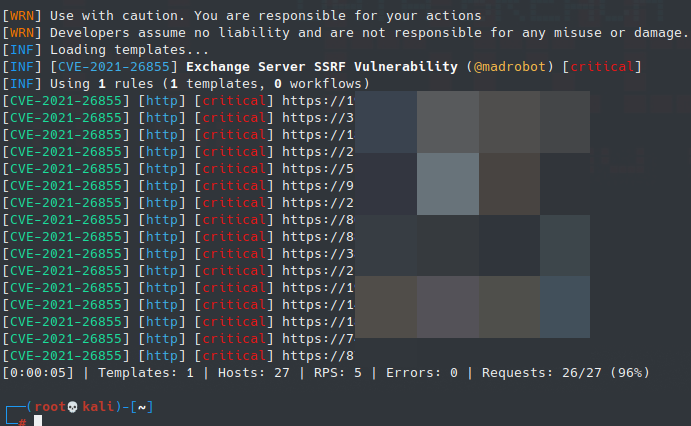 [WRN] Use with caution. You are responsible for your actions
[WRN] Developers assume no liability and are not responsible for any misuse or damage.
[INF] Loading templates...
[INF] [CVE-2021-26855] Exchange Server SSRF Vulnerability (@madrobot) [critical]
[INF] Using 1 rules (1 templates, 0 workflows)
[CVE-2021-26855] [http] [critical] https://1
[CVE-2021-26855] [http] [critical] https://3
[CVE-2021-26855] [http] [critical] https://1
[CVE-2021-26855] [http] [critical] https://2
[CVE-2021-26855] [http] [critical] https://5
[CVE-2021-26855] [http] [critical] https://9
[CVE-2021-26855] [http] [critical] https://2
[CVE-2021-26855] [http] [critical] https://8
[CVE-2021-26855] [http] [critical] https://8
[CVE-2021-26855] [http] [critical] https://3
[CVE-2021-26855] [http] [critical] https://2
[CVE-2021-26855] [http] [critical] https://1
[CVE-2021-26855] [http] [critical] https://1
[CVE-2021-26855] [http] [critical] https://1
[CVE-2021-26855] [http] [critical] https://7
[CVE-2021-26855] [http] [critical] https://8
[0:00:05] | Templates: 1 | Hosts: 27 | RPS: 5 | Errors: 0 | Requests: 26/27 (96%)
┌──(root💀kali)-[~]
└─#